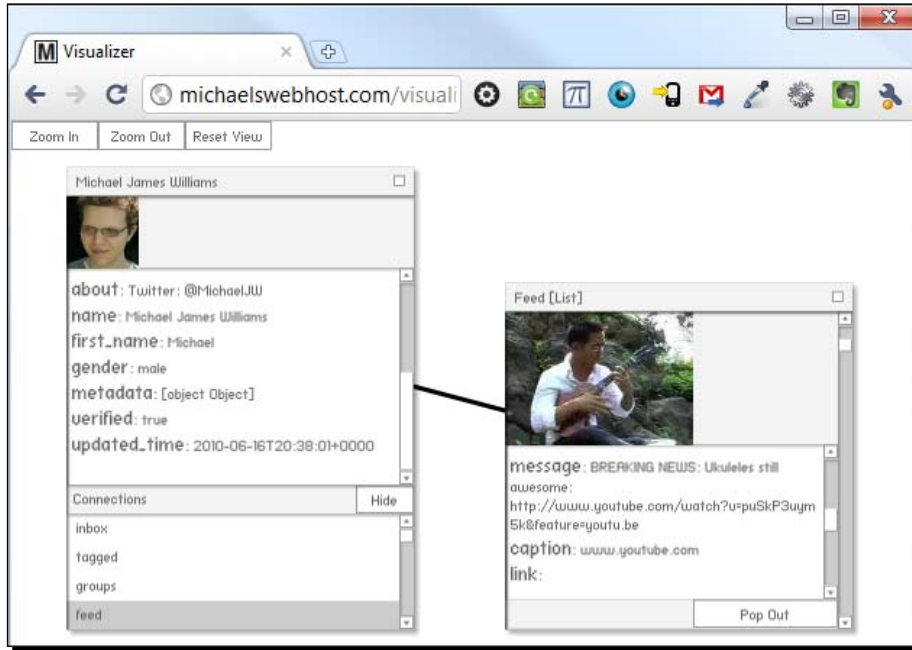 Visualizer
michaelswebhost.com/visuali
Zoom In Zoom Out Reset View
Michael James Williams
about: Twitter: @MichaelJW
name: Michael James Williams
first_name: Michael
gender: male
metadata: [object Object]
verified: true
updated_time: 2010-06-16T20:38:01+0000
Connections Hide
inbox
tagged
groups
feed
Feed [List]
message: BREAKING NEWS: Ukuleles still
awesome:
http://www.youtube.com/watch?v=puSkP3uym
5k&feature=youtu.be
caption: www.youtube.com
link:
Pop Out